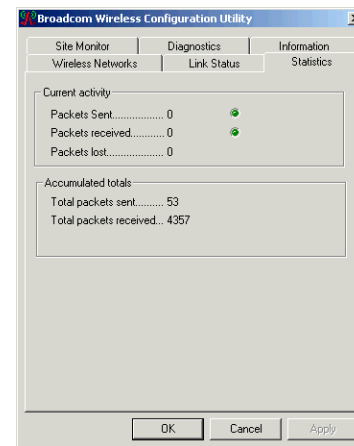 Broadcom Wireless Configuration Utility
Site Monitor Diagnostics Information
Wireless Networks Link Status Statistics
Current activity
Packets Sent................. 0
Packets received........... 0
Packets lost.................. 0
Accumulated totals
Total packets sent......... 53
Total packets received... 4357
OK Cancel Apply